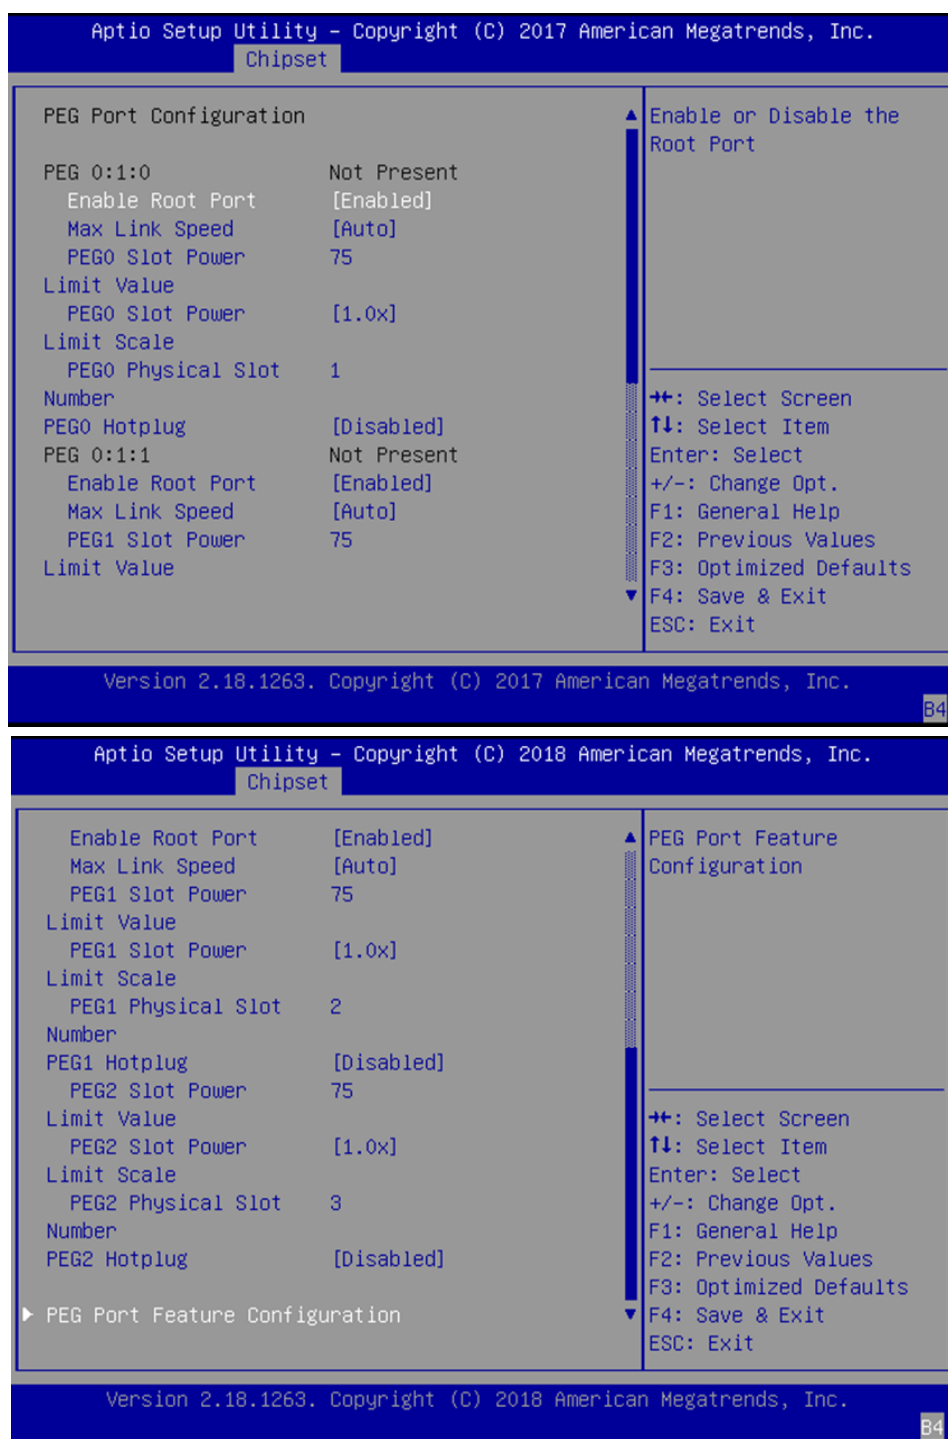 Aptio Setup Utility – Copyright (C) 2017 American Megatrends, Inc.
Chipset
PEG Port Configuration
PEG 0:1:0 Not Present
Enable Root Port [Enabled]
Max Link Speed [Auto]
PEG0 Slot Power 75
Limit Value
PEG0 Slot Power [1.0x]
Limit Scale
PEG0 Physical Slot 1
Number
PEG0 Hotplug [Disabled]
PEG 0:1:1 Not Present
Enable Root Port [Enabled]
Max Link Speed [Auto]
PEG1 Slot Power 75
Limit Value
Enable or Disable the
Root Port
→←: Select Screen
↑↓: Select Item
Enter: Select
+/-: Change Opt.
F1: General Help
F2: Previous Values
F3: Optimized Defaults
F4: Save & Exit
ESC: Exit
Version 2.18.1263. Copyright (C) 2017 American Megatrends, Inc.
B4
Aptio Setup Utility – Copyright (C) 2018 American Megatrends, Inc.
Chipset
Enable Root Port [Enabled]
Max Link Speed [Auto]
PEG1 Slot Power 75
Limit Value
PEG1 Slot Power [1.0x]
Limit Scale
PEG1 Physical Slot 2
Number
PEG1 Hotplug [Disabled]
PEG2 Slot Power 75
Limit Value
PEG2 Slot Power [1.0x]
Limit Scale
PEG2 Physical Slot 3
Number
PEG2 Hotplug [Disabled]
PEG Port Feature Configuration
PEG Port Feature
Configuration
→←: Select Screen
↑↓: Select Item
Enter: Select
+/-: Change Opt.
F1: General Help
F2: Previous Values
F3: Optimized Defaults
F4: Save & Exit
ESC: Exit
Version 2.18.1263. Copyright (C) 2018 American Megatrends, Inc.
B4